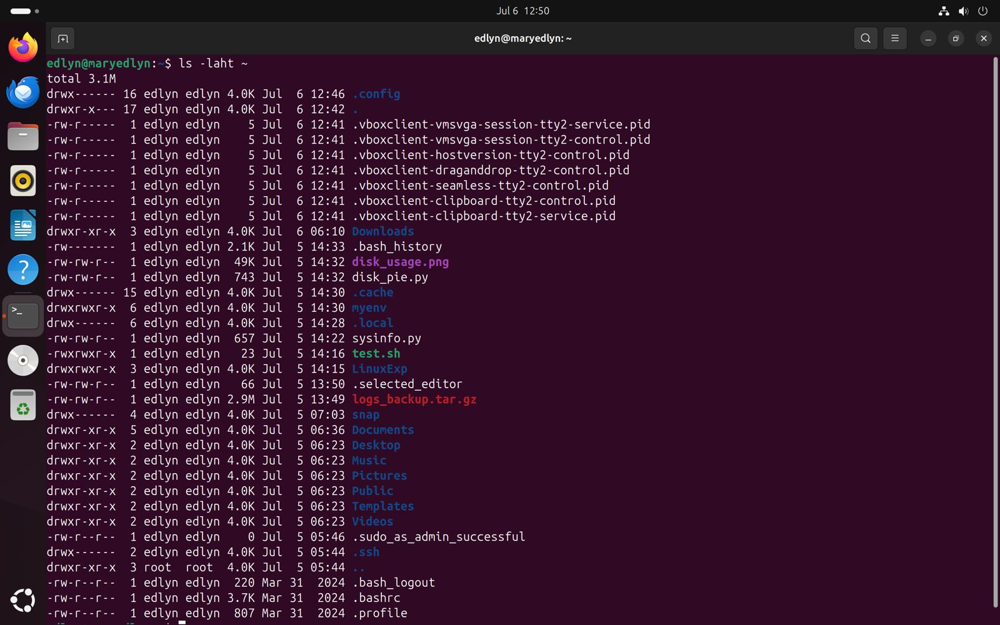 Jul 6 12:50
edlyn@maryedlyn: ~
edlyn@maryedlyn:~$ ls -laht ~
total 3.1M
drwx------ 16 edlyn edlyn 4.0K Jul  6 12:46 .config
drwxr-x--- 17 edlyn edlyn 4.0K Jul  6 12:42 .
-rw-r-----  1 edlyn edlyn    5 Jul  6 12:41 .vboxclient-vmsvga-session-tty2-service.pid
-rw-r-----  1 edlyn edlyn    5 Jul  6 12:41 .vboxclient-vmsvga-session-tty2-control.pid
-rw-r-----  1 edlyn edlyn    5 Jul  6 12:41 .vboxclient-hostversion-tty2-control.pid
-rw-r-----  1 edlyn edlyn    5 Jul  6 12:41 .vboxclient-draganddrop-tty2-control.pid
-rw-r-----  1 edlyn edlyn    5 Jul  6 12:41 .vboxclient-seamless-tty2-control.pid
-rw-r-----  1 edlyn edlyn    5 Jul  6 12:41 .vboxclient-clipboard-tty2-control.pid
-rw-r-----  1 edlyn edlyn    5 Jul  6 12:41 .vboxclient-clipboard-tty2-service.pid
drwxr-xr-x  3 edlyn edlyn 4.0K Jul  6 06:10 Downloads
-rw-------  1 edlyn edlyn 2.1K Jul  5 14:33 .bash_history
-rw-rw-r--  1 edlyn edlyn  49K Jul  5 14:32 disk_usage.png
-rw-rw-r--  1 edlyn edlyn  743 Jul  5 14:32 disk_pie.py
drwx------ 15 edlyn edlyn 4.0K Jul  5 14:30 .cache
drwxrwxr-x  6 edlyn edlyn 4.0K Jul  5 14:30 myenv
drwx------  6 edlyn edlyn 4.0K Jul  5 14:28 .local
-rw-rw-r--  1 edlyn edlyn  657 Jul  5 14:22 sysinfo.py
-rwxrwxr-x  1 edlyn edlyn   23 Jul  5 14:16 test.sh
drwxrwxr-x  3 edlyn edlyn 4.0K Jul  5 14:15 LinuxExp
-rw-rw-r--  1 edlyn edlyn   66 Jul  5 13:50 .selected_editor
-rw-rw-r--  1 edlyn edlyn 2.9M Jul  5 13:49 logs_backup.tar.gz
drwx------  4 edlyn edlyn 4.0K Jul  5 07:03 snap
drwxr-xr-x  5 edlyn edlyn 4.0K Jul  5 06:36 Documents
drwxr-xr-x  2 edlyn edlyn 4.0K Jul  5 06:23 Desktop
drwxr-xr-x  2 edlyn edlyn 4.0K Jul  5 06:23 Music
drwxr-xr-x  2 edlyn edlyn 4.0K Jul  5 06:23 Pictures
drwxr-xr-x  2 edlyn edlyn 4.0K Jul  5 06:23 Public
drwxr-xr-x  2 edlyn edlyn 4.0K Jul  5 06:23 Templates
drwxr-xr-x  2 edlyn edlyn 4.0K Jul  5 06:23 Videos
-rw-r--r--  1 edlyn edlyn    0 Jul  5 05:46 .sudo_as_admin_successful
drwx------  2 edlyn edlyn 4.0K Jul  5 05:44 .ssh
drwxr-xr-x  3 root  root  4.0K Jul  5 05:44 ..
-rw-r--r--  1 edlyn edlyn  220 Mar 31  2024 .bash_logout
-rw-r--r--  1 edlyn edlyn 3.7K Mar 31  2024 .bashrc
-rw-r--r--  1 edlyn edlyn  807 Mar 31  2024 .profile